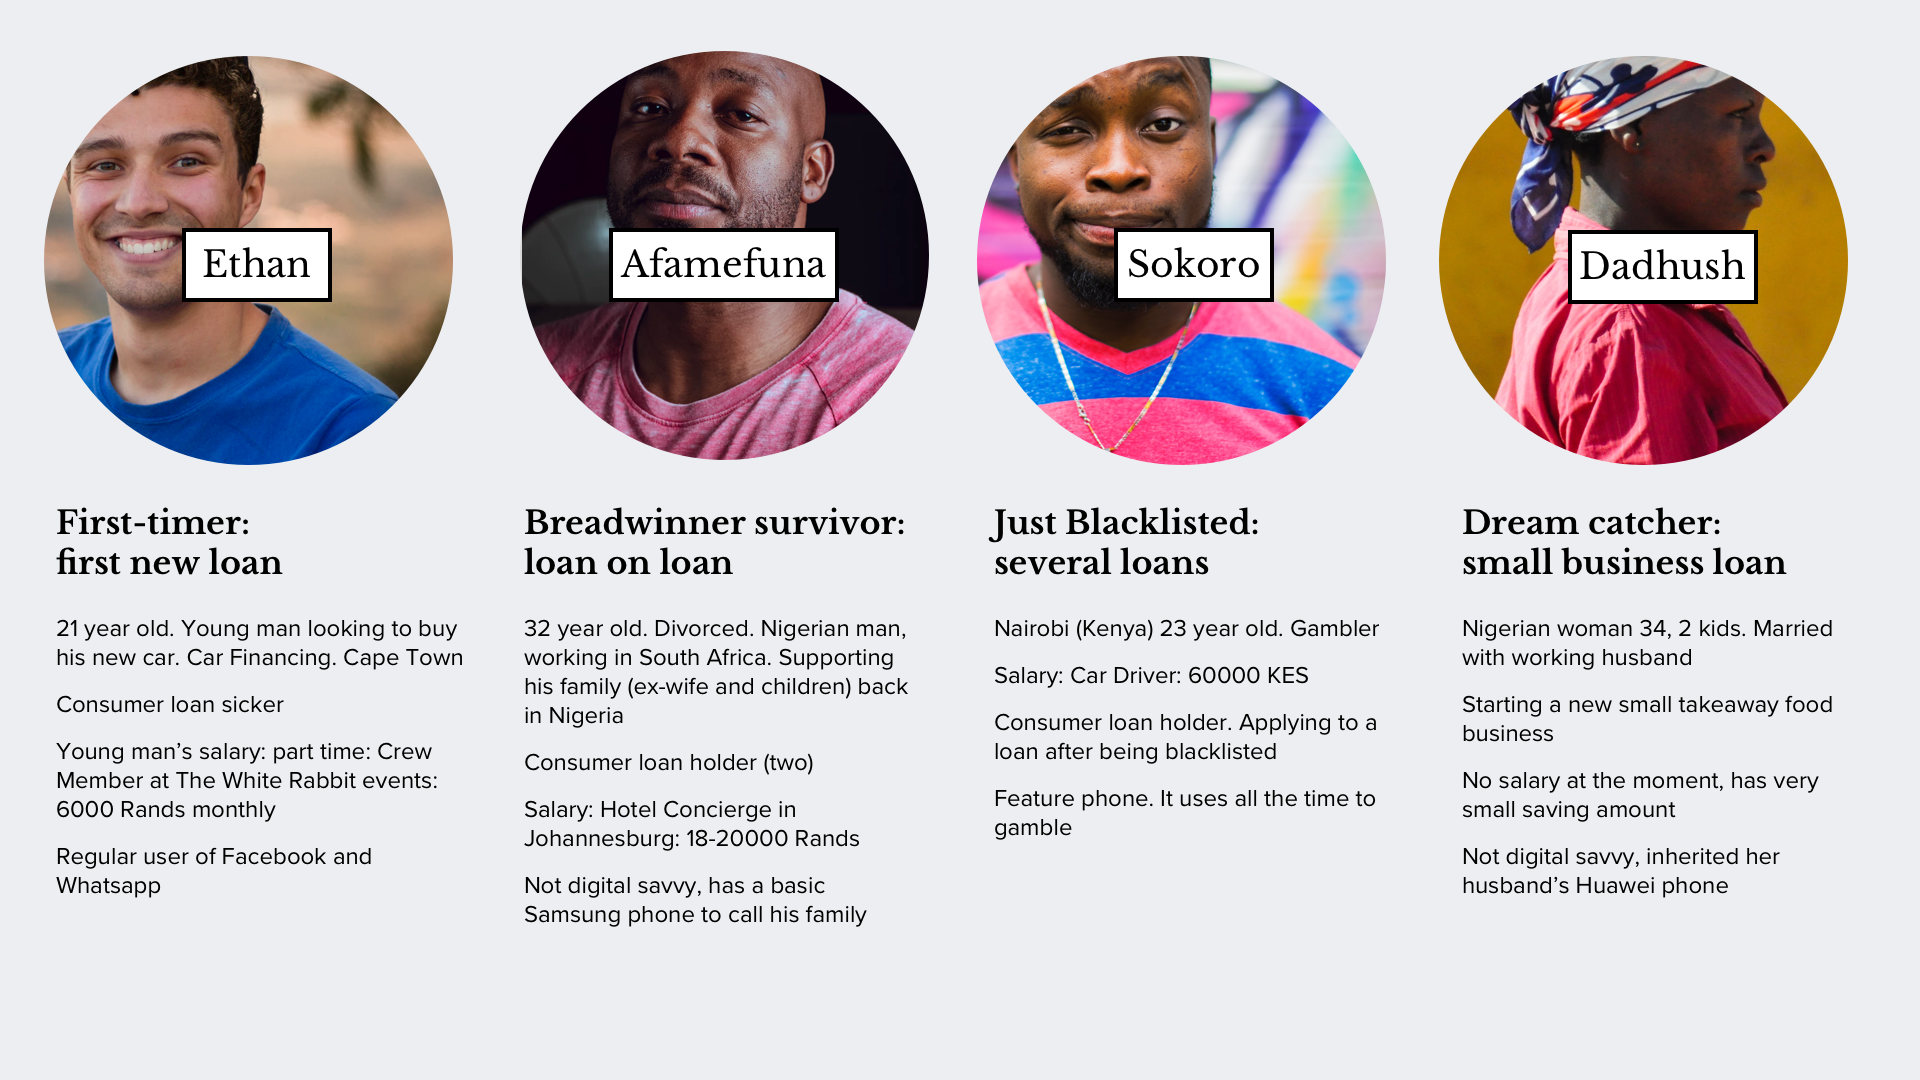 Ethan
Afamefuna
Sokoro
Dadhush
First-timer:
first new loan
21 year old. Young man looking to buy
his new car. Car Financing. Cape Town
Consumer loan sicker
Young man’s salary: part time: Crew
Member at The White Rabbit events:
6000 Rands monthly
Regular user of Facebook and
Whatsapp
Breadwinner survivor:
loan on loan
32 year old. Divorced. Nigerian man,
working in South Africa. Supporting
his family (ex-wife and children) back
in Nigeria
Consumer loan holder (two)
Salary: Hotel Concierge in
Johannesburg: 18-20000 Rands
Not digital savvy, has a basic
Samsung phone to call his family
Just Blacklisted:
several loans
Nairobi (Kenya) 23 year old. Gambler
Salary: Car Driver: 60000 KES
Consumer loan holder. Applying to a
loan after being blacklisted
Feature phone. It uses all the time to
gamble
Dream catcher:
small business loan
Nigerian woman 34, 2 kids. Married
with working husband
Starting a new small takeaway food
business
No salary at the moment, has very
small saving amount
Not digital savvy, inherited her
husband’s Huawei phone